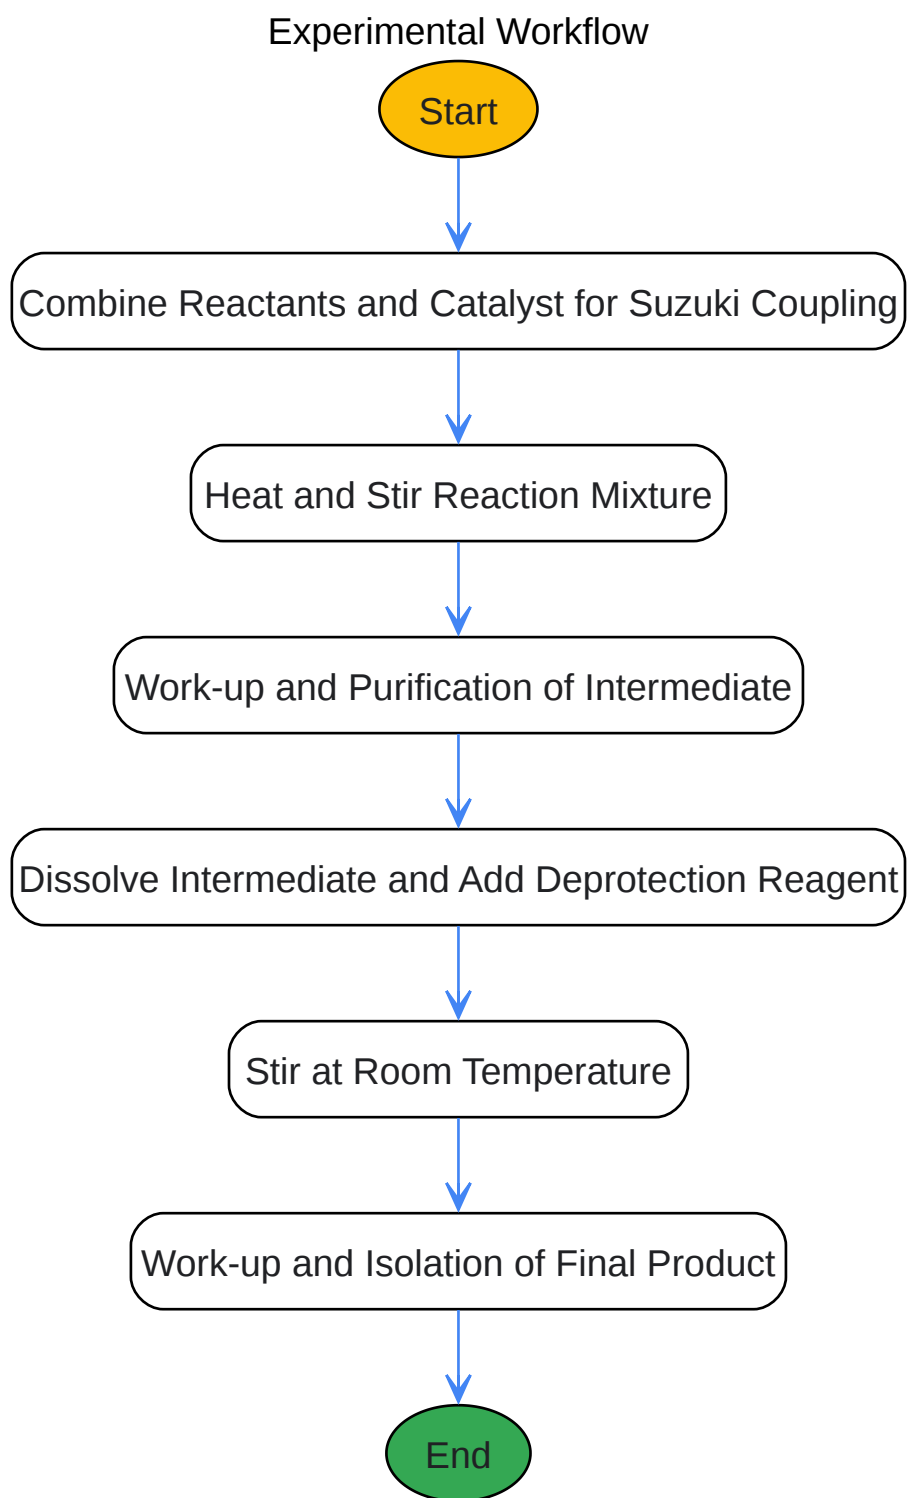 Experimental Workflow
Start
Combine Reactants and Catalyst for Suzuki Coupling
Heat and Stir Reaction Mixture
Work-up and Purification of Intermediate
Dissolve Intermediate and Add Deprotection Reagent
Stir at Room Temperature
Work-up and Isolation of Final Product
End